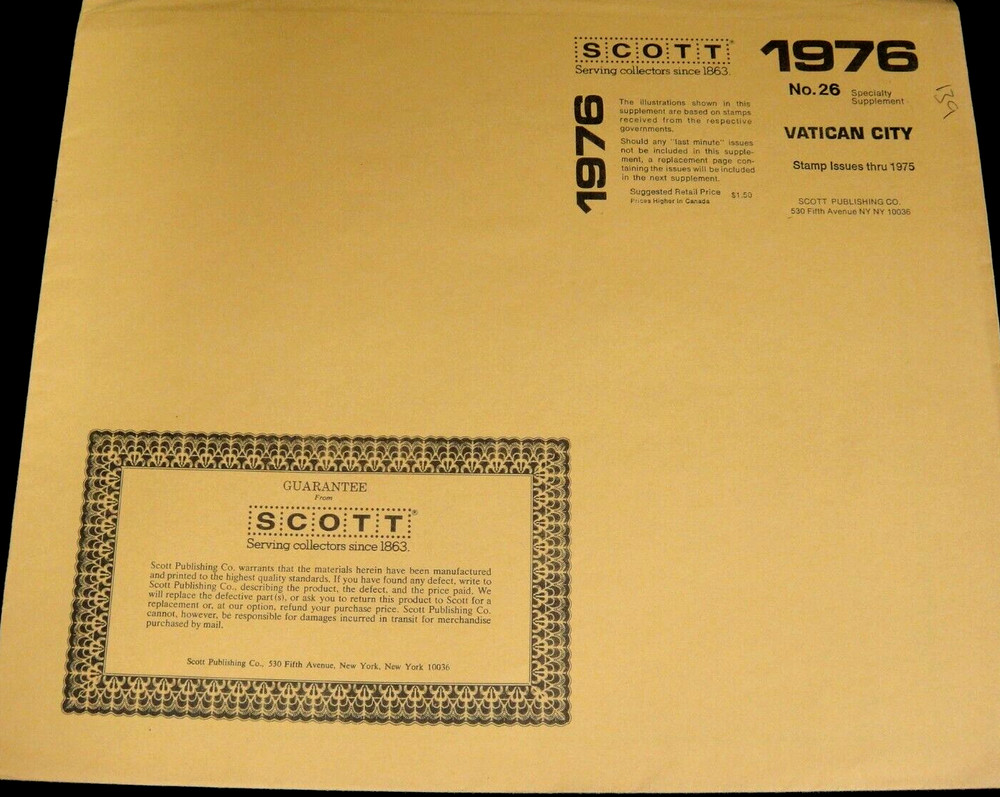 SCOTT®
Serving collectors since 1863.
1976
The illustrations shown in this
supplement are based on stamps
received from the respective
governments.
Should any "last minute" issues
not be included in this supple-
ment, a replacement page con-
taining the issues will be included
in the next supplement.
Suggested Retail Price $1.50
Prices Higher In Canada
1976
No. 26 Specialty
Supplement
VATICAN CITY
Stamp Issues thru 1975
SCOTT PUBLISHING CO.
530 Fifth Avenue NY NY 10036
GUARANTEE
From
SCOTT®
Serving collectors since 1863.
Scott Publishing Co. warrants that the materials herein have been manufactured
and printed to the highest quality standards. If you have found any defect, write to
Scott Publishing Co., describing the product, the defect, and the price paid. We
will replace the defective part(s), or ask you to return this product to Scott for a
replacement or, at our option, refund your purchase price. Scott Publishing Co.
cannot, however, be responsible for damages incurred in transit for merchandise
purchased by mail.
Scott Publishing Co., 530 Fifth Avenue, New York, New York 10036